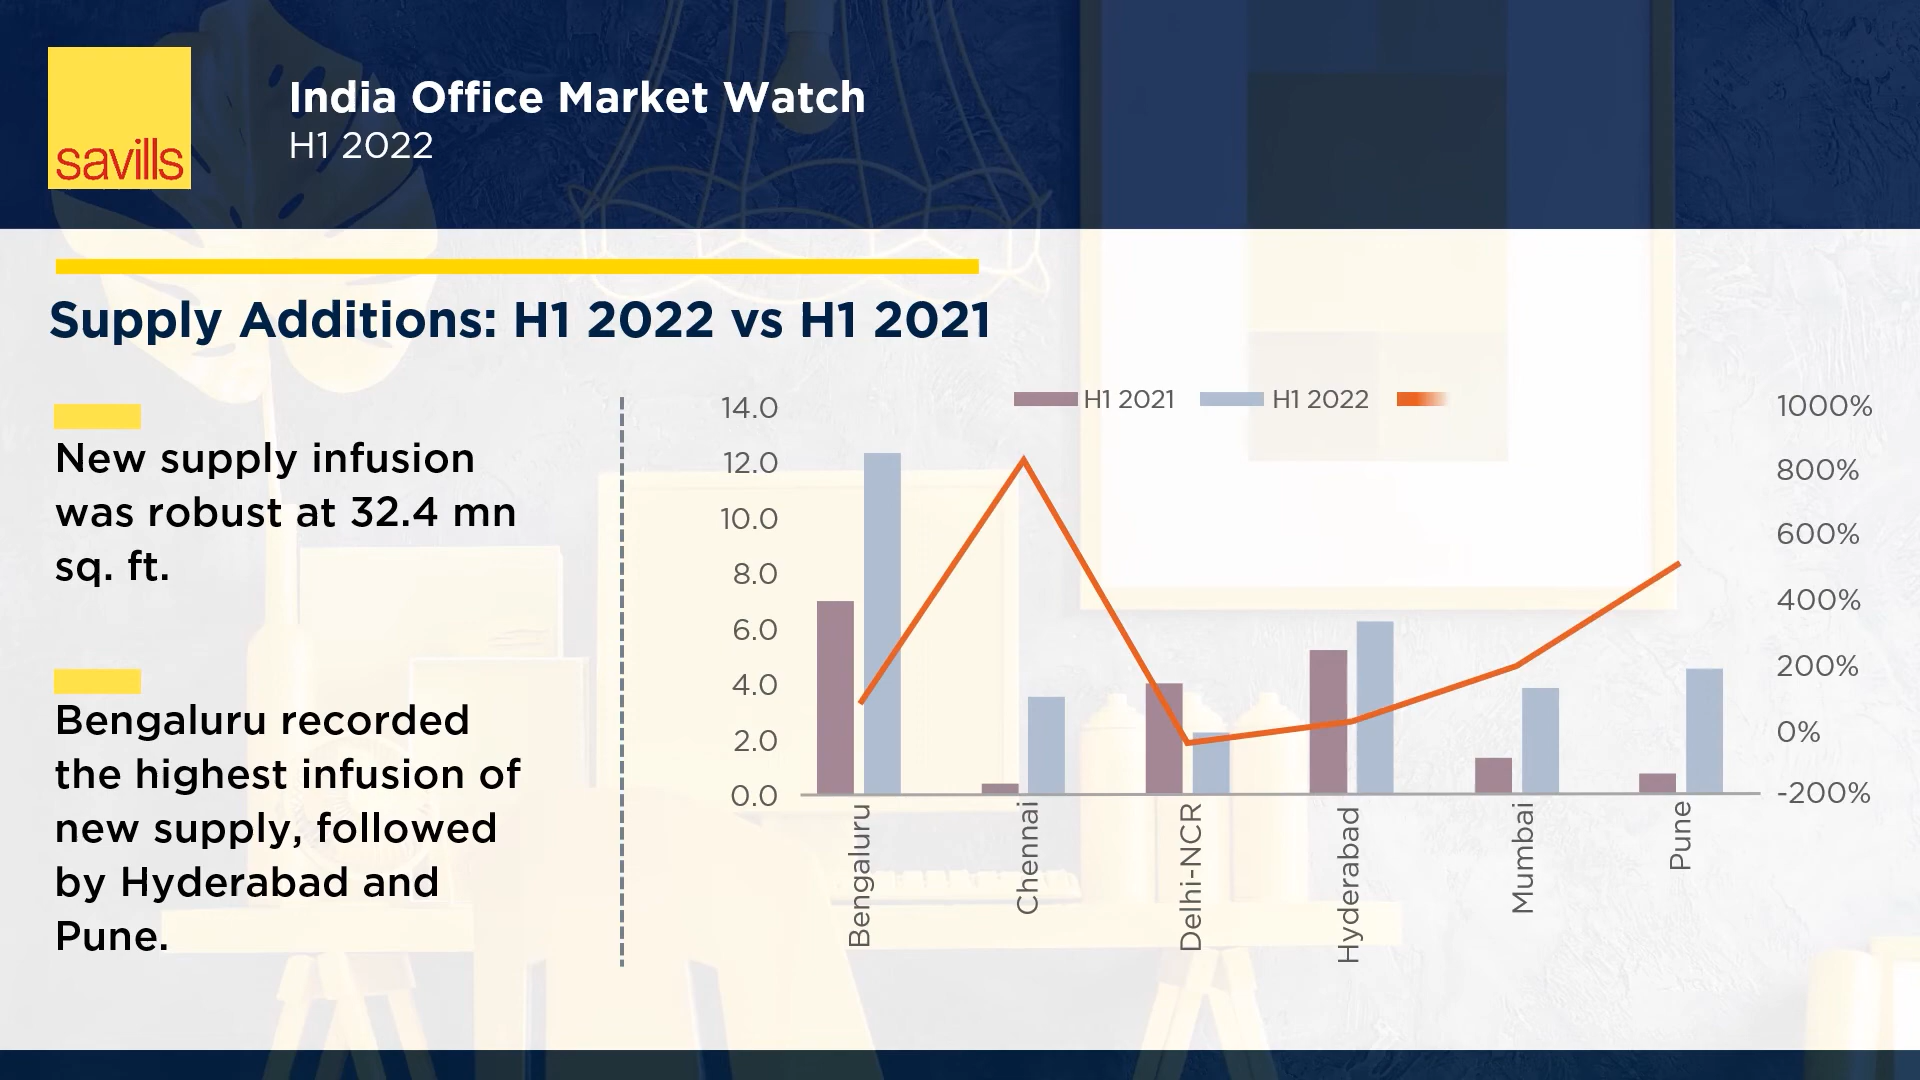 savills
India Office Market Watch
H1 2022
Supply Additions: H1 2022 vs H1 2021
New supply infusion
was robust at 32.4 mn
sq. ft.
Bengaluru recorded
the highest infusion of
new supply, followed
by Hyderabad and
Pune.
H1 2021 H1 2022
14.0
12.0
10.0
8.0
6.0
4.0
2.0
0.0
1000%
800%
600%
400%
200%
0%
-200%
Bengaluru
Chennai
Delhi-NCR
Hyderabad
Mumbai
Pune